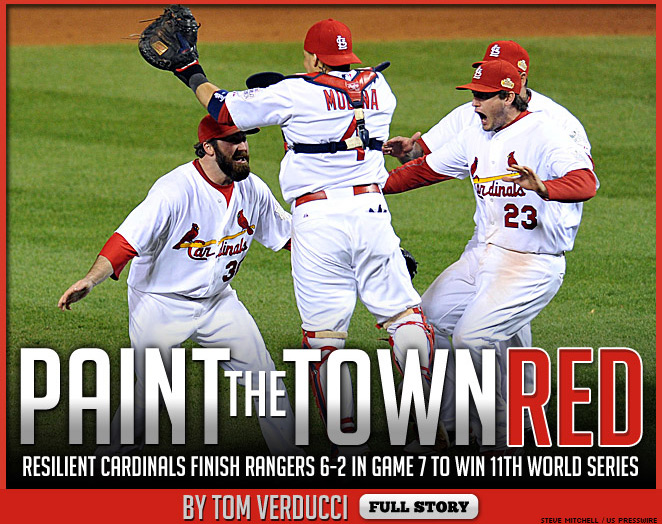 MOLINA
4
Cardinals
Cardinals
23
PAINT THE TOWN RED
RESILIENT CARDINALS FINISH RANGERS 6-2 IN GAME 7 TO WIN 11TH WORLD SERIES
BY TOM VERDUCCI FULL STORY
STEVE MITCHELL / US PRESSWIRE